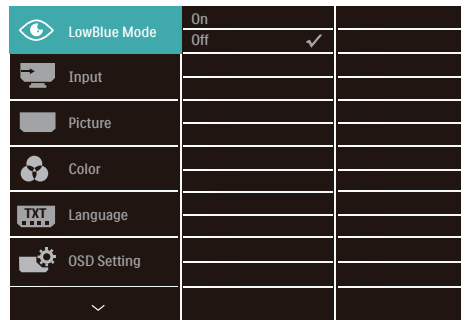 LowBlue Mode
On
Off
Input
Picture
Color
TXT
Language
OSD Setting